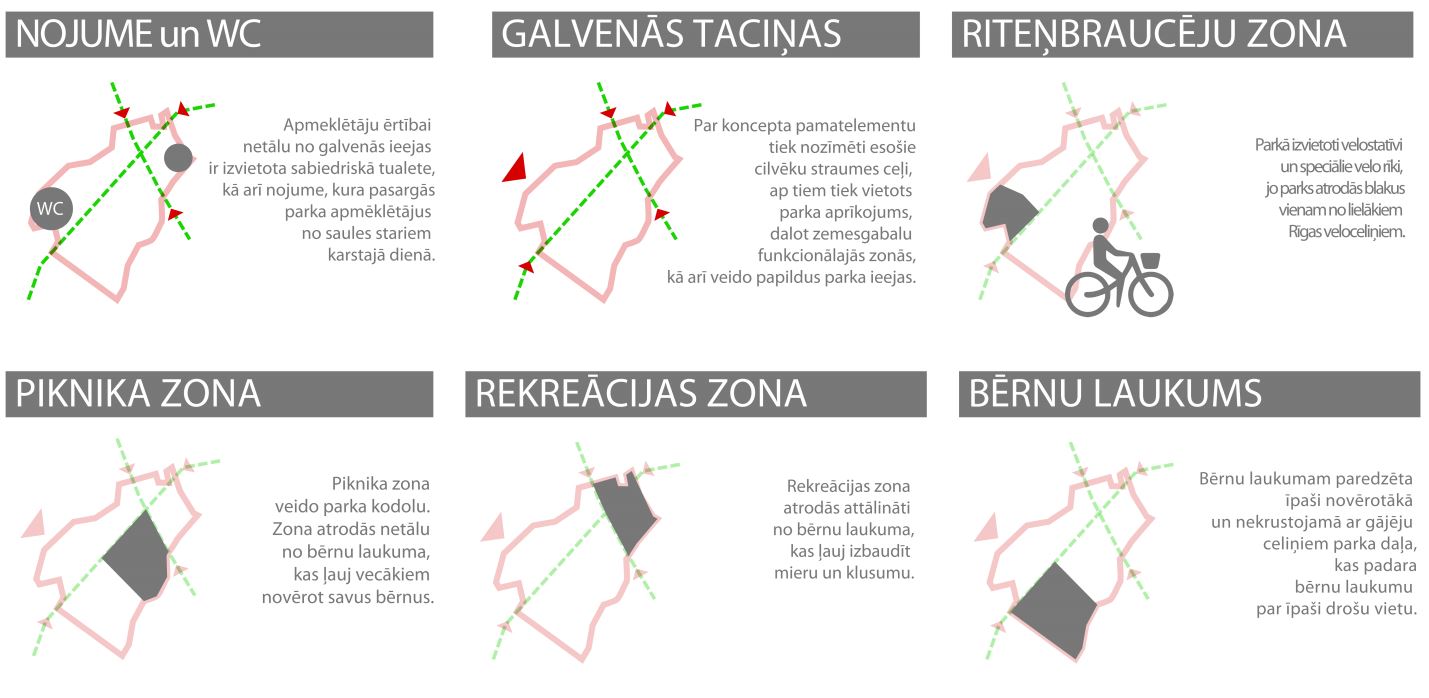 NOJUME un WC
Apmeklētāju ērtībai
netālu no galvenās ieejas
ir izvietota sabiedriskā tualete,
kā arī nojume, kura pasargās
parka apmēklētājus
no saules stariem
karstajā dienā.
WC
GALVENĀS TACIŅAS
Par koncepta pamatelementu
tiek nozīmēti esošie
cilvēku straumes ceļi,
ap tiem tiek vietots
parka aprīkojums,
dalot zemesgabalu
funkcionālajās zonās,
kā arī veido papildus parka ieejas.
RITEŅBRAUCĒJU ZONA
Parkā izvietoti velostatīvi
un speciālie velo rīki,
jo parks atrodās blakus
vienam no lielākiem
Rīgas veloceliņiem.
PIKNIKA ZONA
Piknika zona
veido parka kodolu.
Zona atrodās netālu
no bērnu laukuma,
kas ļauj vecākiem
novērot savus bērnus.
REKREĀCIJAS ZONA
Rekreācijas zona
atrodās attālināti
no bērnu laukuma,
kas ļauj izbaudīt
mieru un klusumu.
BĒRNU LAUKUMS
Bērnu laukumam paredzēta
īpaši novērotākā
un nekrustojamā ar gājēju
celiņiem parka daļa,
kas padara
bērnu laukumu
par īpaši drošu vietu.